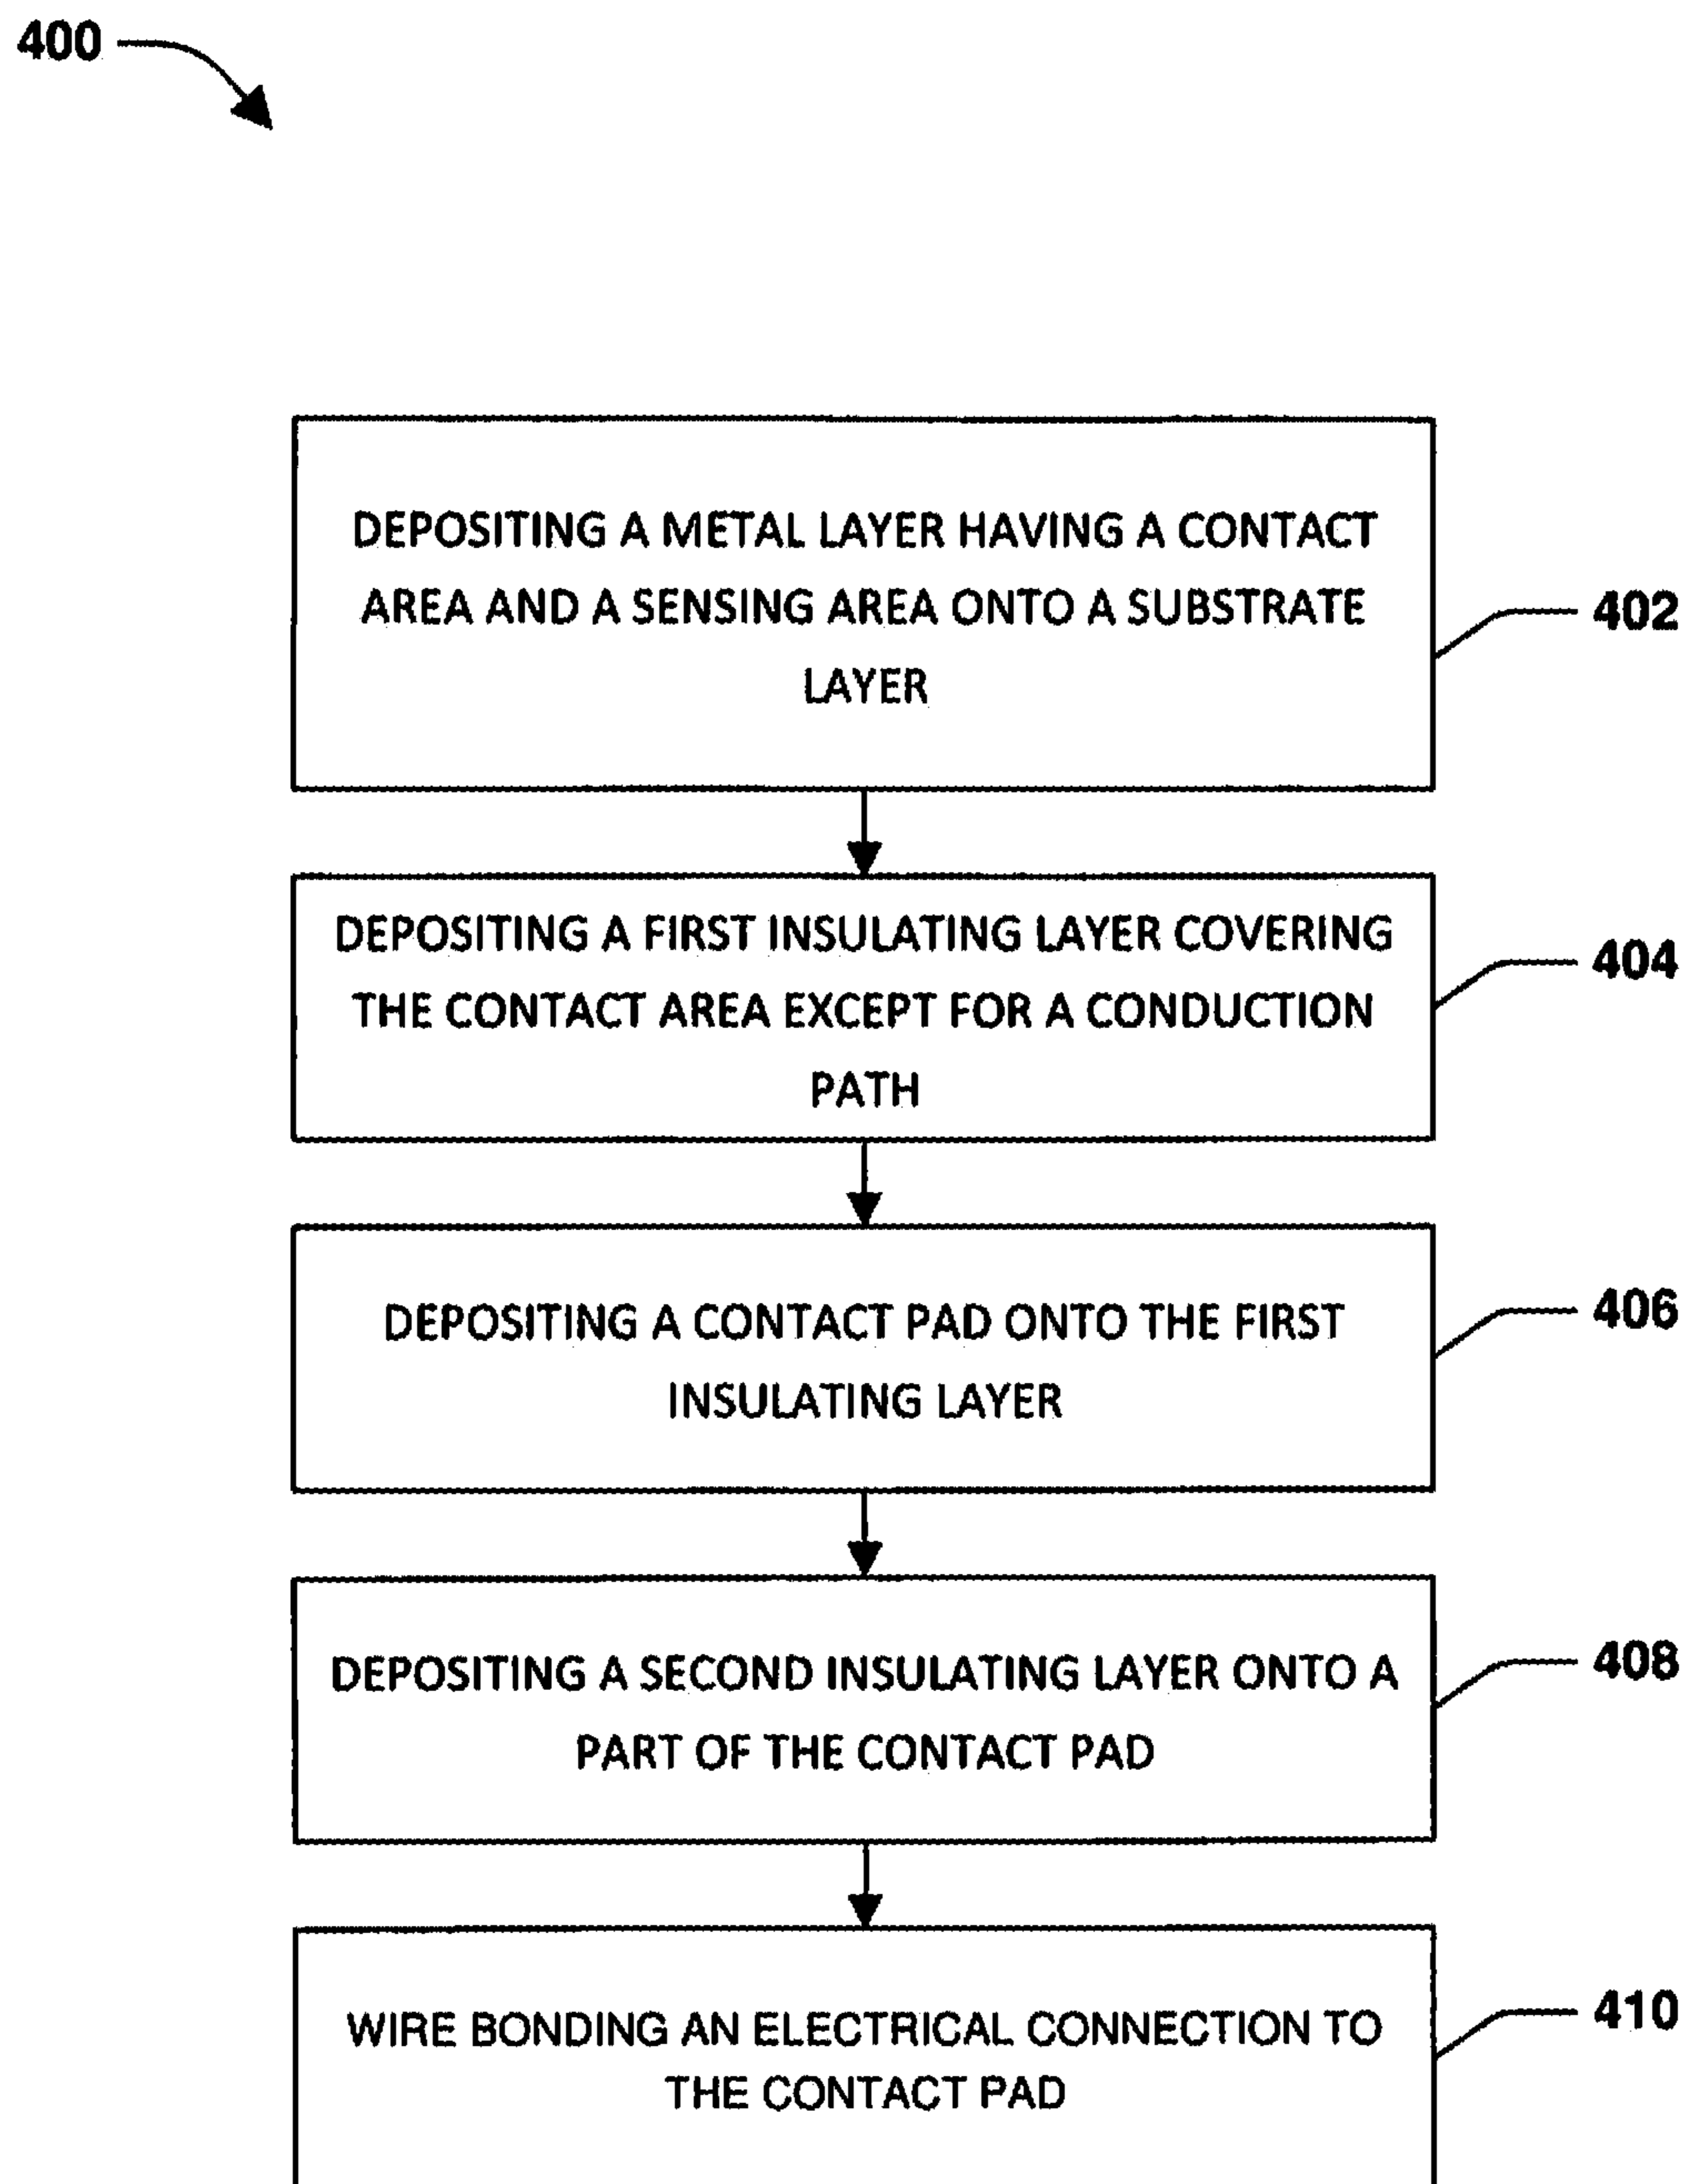 400
DEPOSITING A METAL LAYER HAVING A CONTACT
AREA AND A SENSING AREA ONTO A SUBSTRATE
LAYER
402
DEPOSITING A FIRST INSULATING LAYER COVERING
THE CONTACT AREA EXCEPT FOR A CONDUCTION
PATH
404
DEPOSITING A CONTACT PAD ONTO THE FIRST
INSULATING LAYER
406
DEPOSITING A SECOND INSULATING LAYER ONTO A
PART OF THE CONTACT PAD
408
WIRE BONDING AN ELECTRICAL CONNECTION TO
THE CONTACT PAD
410